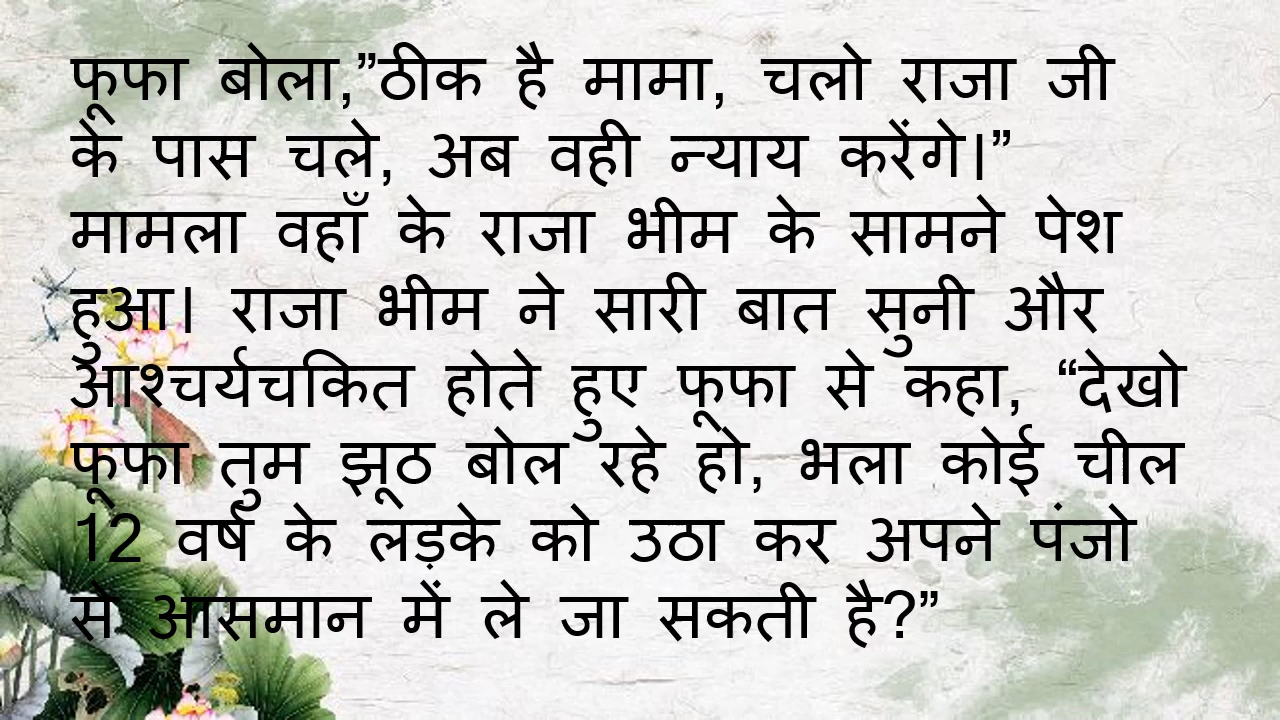 फूफा बोला,”ठीक है मामा, चलो राजा जी
के पास चले, अब वही न्याय करेंगे।”
मामला वहाँ के राजा भीम के सामने पेश
हुआ। राजा भीम ने सारी बात सुनी और
आश्चर्यचकित होते हुए फूफा से कहा, “देखो
फूफा तुम झूठ बोल रहे हो, भला कोई चील
12 वर्ष के लड़के को उठा कर अपने पंजो
से आसमान में ले जा सकती है?”